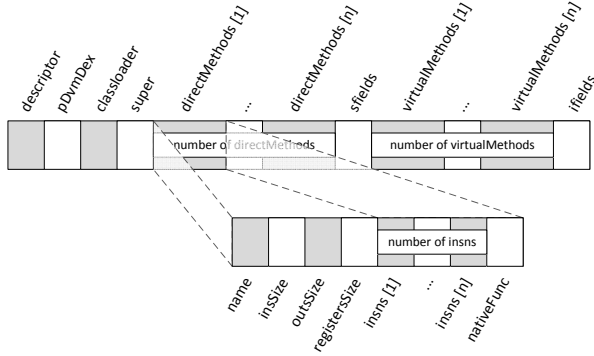 descriptor
pDvmDex
classloader
super
directMethods [1]
...
directMethods [n]
sfields
virtualMethods [1]
...
virtualMethods [n]
ifields
number of directMethods
number of virtualMethods
number of insns
name
insSize
outsSize
registersSize
insns [1]
...
insns [n]
nativeFunc